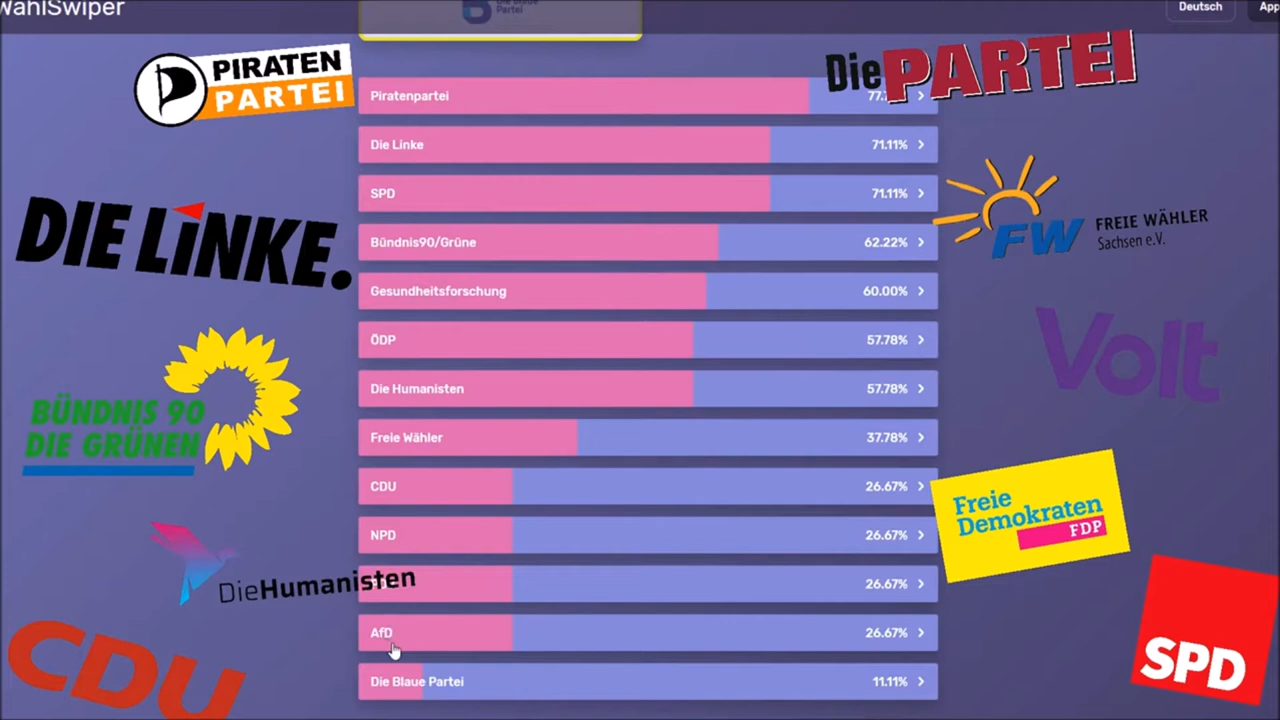 WahlSwiper
Deutsch
App
Partei
PIRATEN
PARTEI
Die PARTEI
Piratenpartei
Die Linke 71.11%
SPD 71.11%
Bündnis90/Grüne 62.22%
Gesundheitsforschung 60.00%
ÖDP 57.78%
Die Humanisten 57.78%
Freie Wähler 37.78%
CDU 26.67%
NPD 26.67%
26.67%
AfD 26.67%
Die Blaue Partei 11.11%
DIE LiNKE.
BÜNDNIS 90
DIE GRÜNEN
DieHumanisten
CDU
FW
FREIE WÄHLER
Sachsen e.V.
Volt
Freie
Demokraten
FDP
SPD